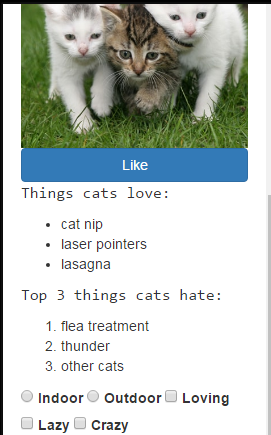 Like
Things cats love:
cat nip
laser pointers
lasagna
Top 3 things cats hate:
1. flea treatment
2. thunder
3. other cats
Indoor Outdoor Loving
Lazy Crazy